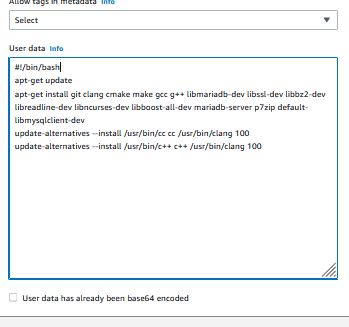 Allow tags in metadata Info
Select
User data Info
#!/bin/bash
apt-get update
apt-get install git clang cmake make gcc g++ libmariadb-dev libssl-dev libbz2-dev
libreadline-dev libncurses-dev libboost-all-dev mariadb-server p7zip default-
libmysqlclient-dev
update-alternatives --install /usr/bin/cc cc /usr/bin/clang 100
update-alternatives --install /usr/bin/c++ c++ /usr/bin/clang 100
User data has already been base64 encoded